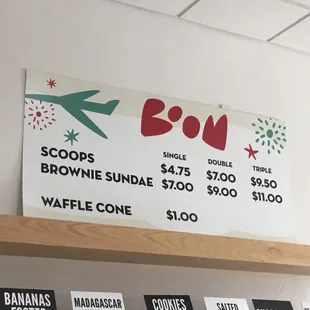 BOOM
SINGLE DOUBLE TRIPLE
SCOOPS $4.75 $7.00 $9.50
BROWNIE SUNDAE $7.00 $9.00 $11.00
WAFFLE CONE $1.00
BANANAS MADAGASCAR COOKIES SALTED